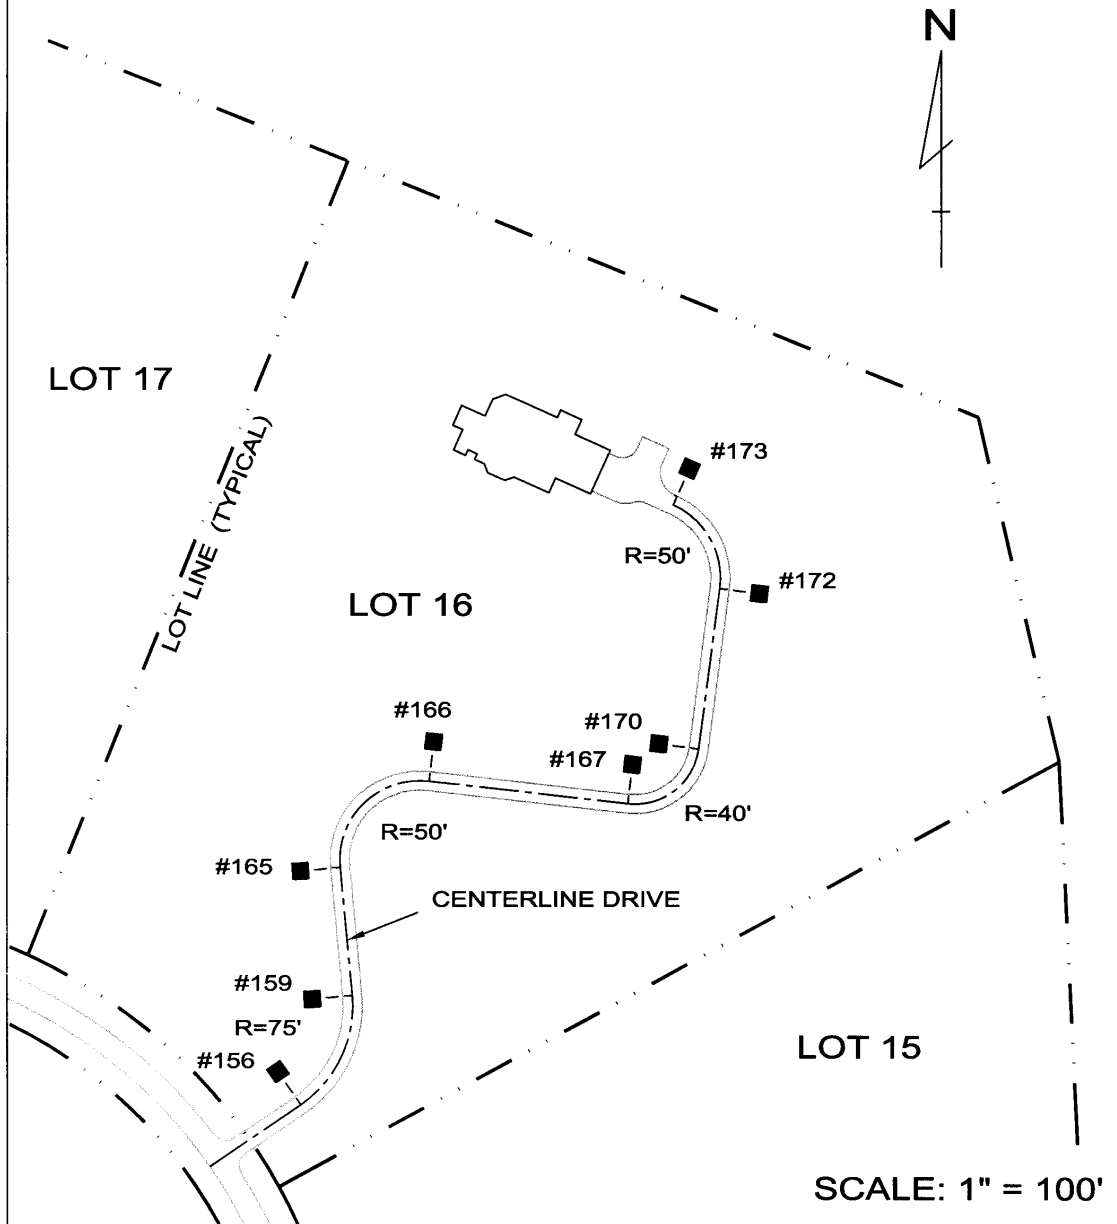 N
LOT 17
LOT LINE (TYPICAL)
#173
R=50'
#172
LOT 16
#166
#170
#167
R=50'
R=40'
#165
CENTERLINE DRIVE
#159
R=75'
#156
LOT 15
SCALE: 1" = 100'